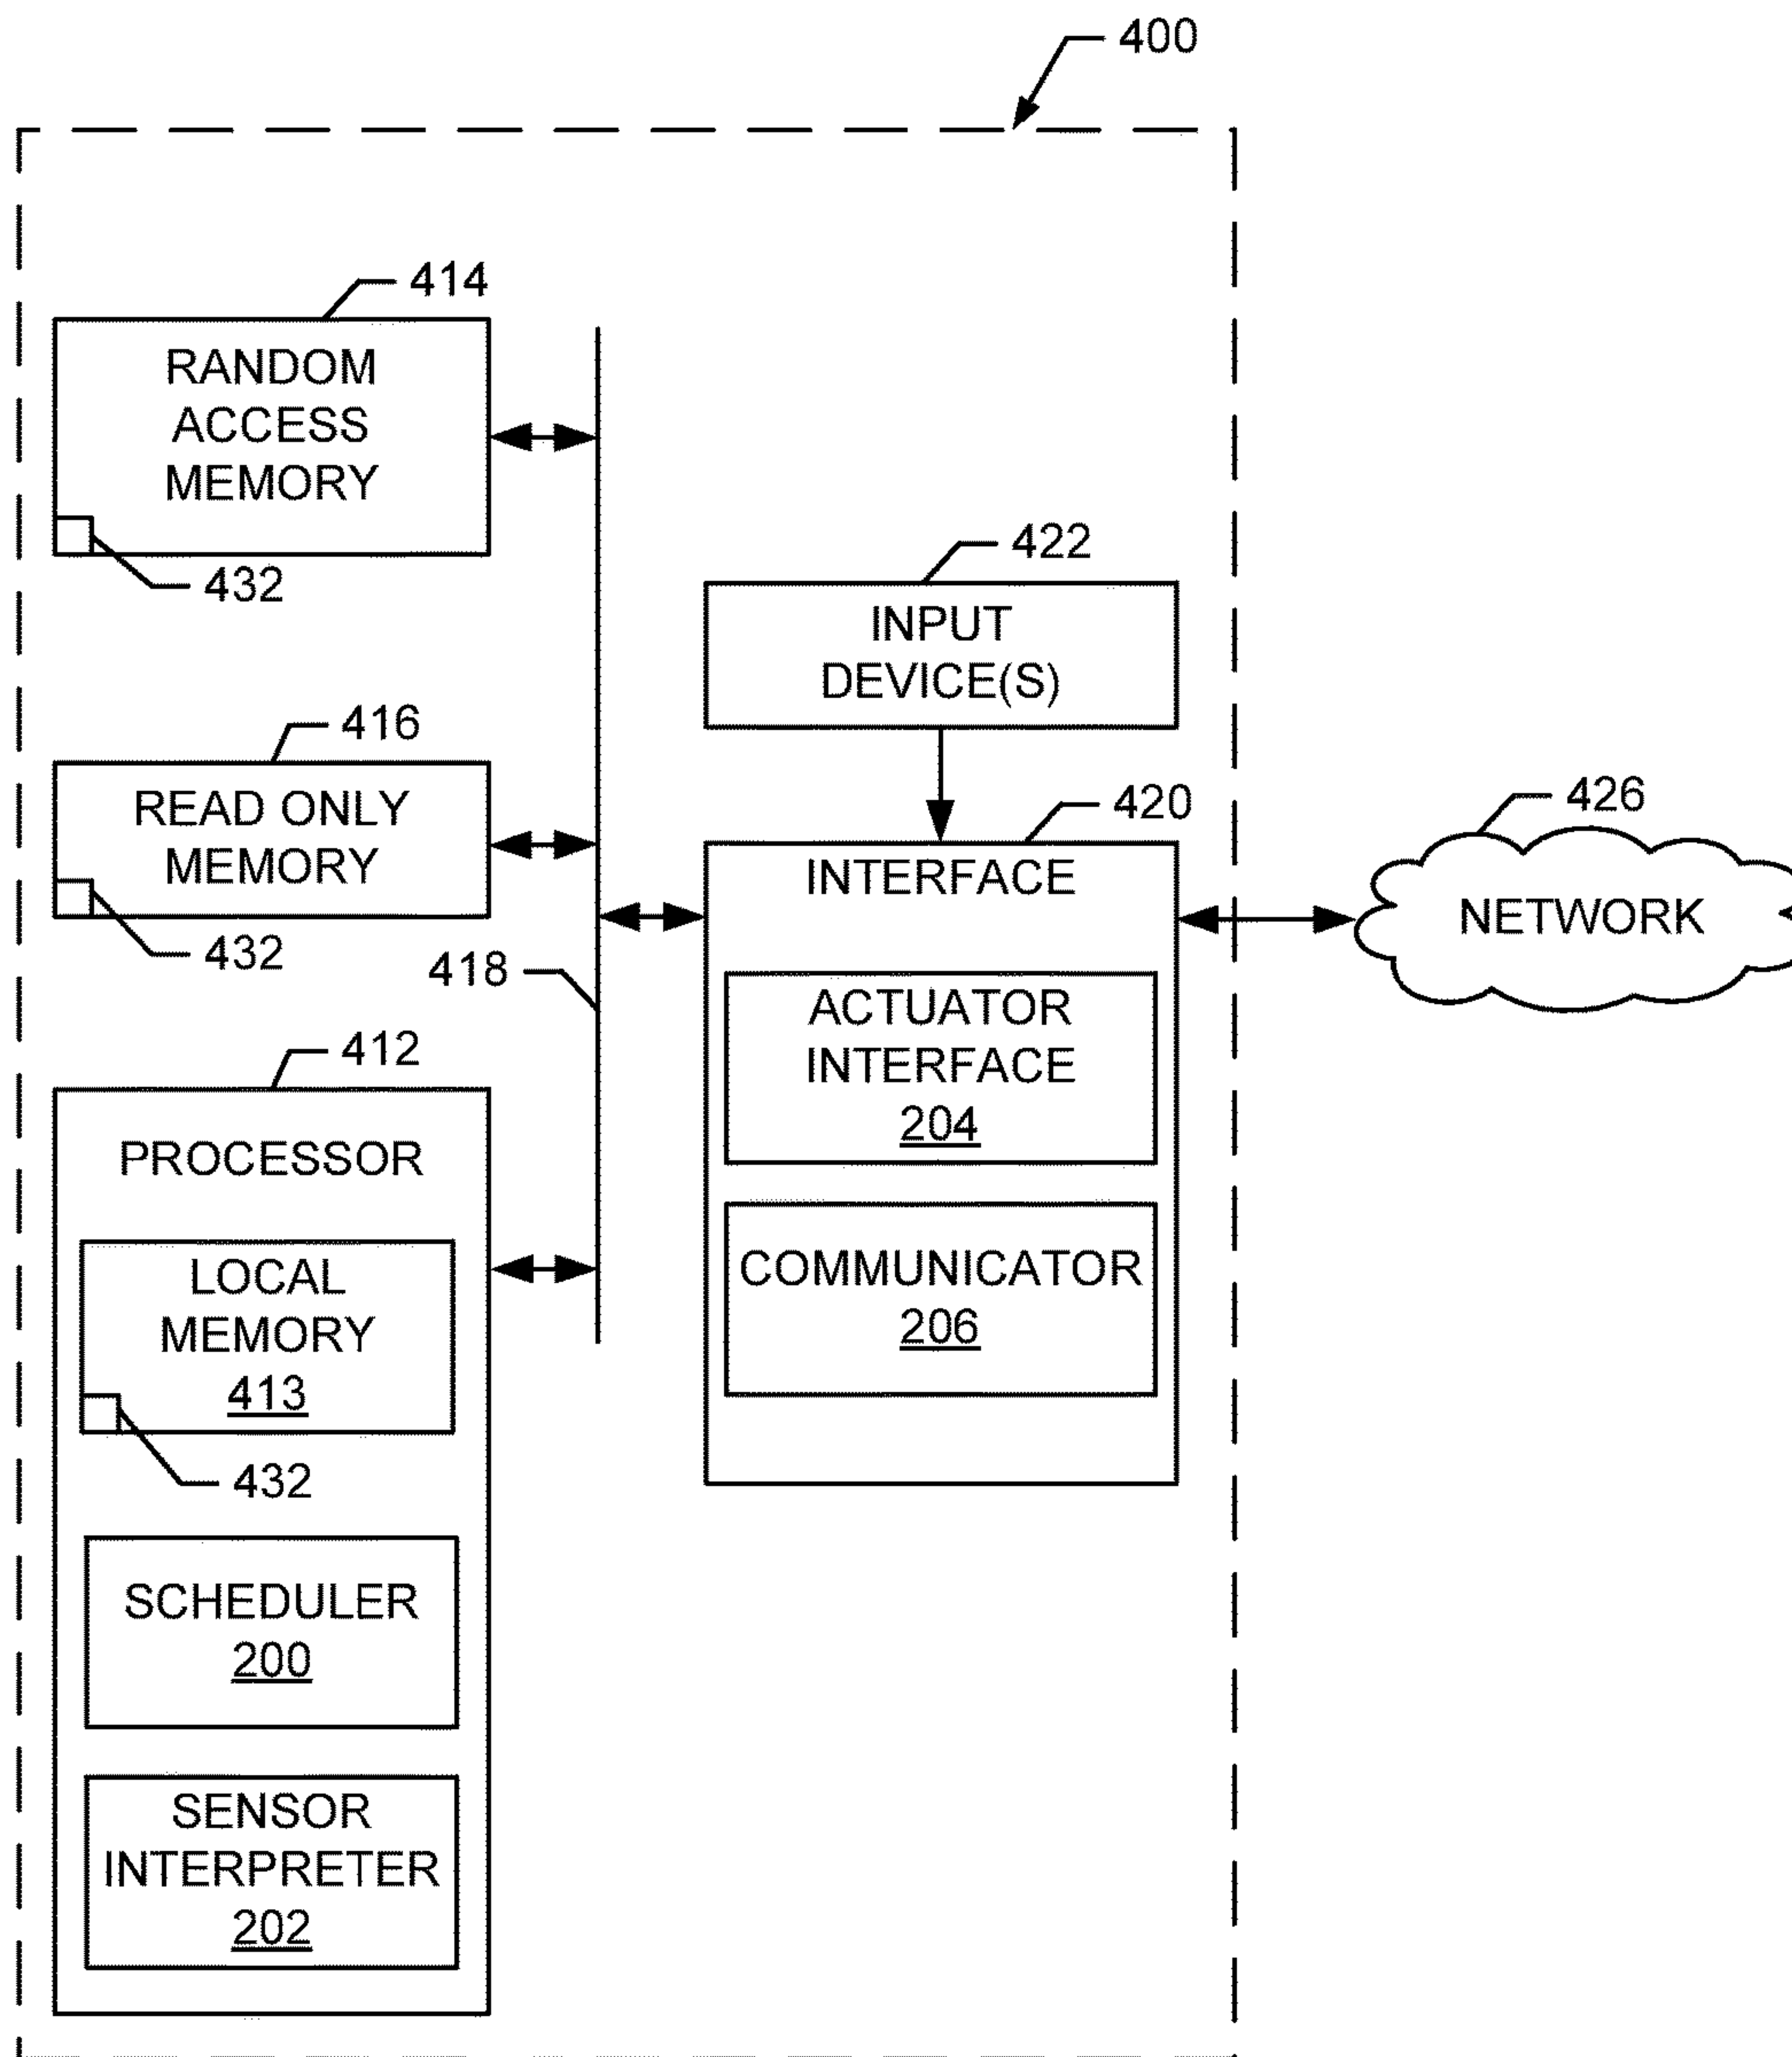 400
414
RANDOM
ACCESS
MEMORY
432
422
INPUT
DEVICE(S)
416
READ ONLY
MEMORY
432
420
INTERFACE
426
NETWORK
418
ACTUATOR
INTERFACE
204
COMMUNICATOR
206
412
PROCESSOR
LOCAL
MEMORY
413
432
SCHEDULER
200
SENSOR
INTERPRETER
202